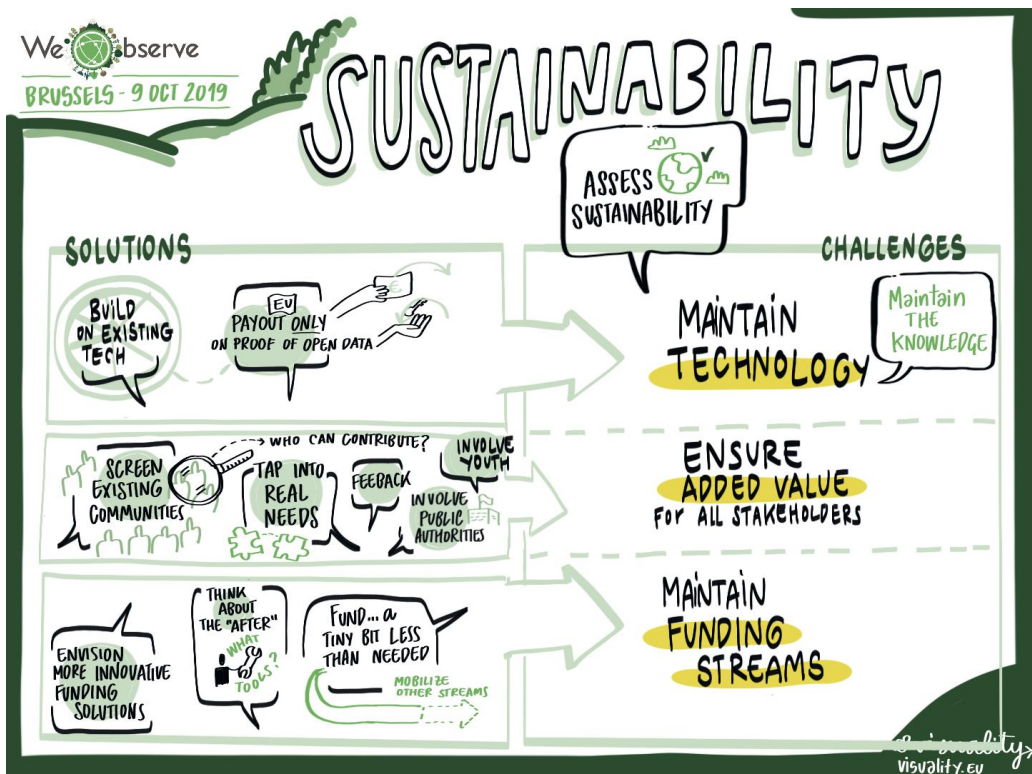 WeObserve
BRUSSELS - 9 OCT 2019
SUSTAINABILITY
ASSESS
SUSTAINABILITY
SOLUTIONS
CHALLENGES
BUILD
ON EXISTING
TECH
EU
PAYOUT ONLY
ON PROOF OF OPEN DATA
MAINTAIN
TECHNOLOGY
Maintain
THE
KNOWLEDGE
WHO CAN CONTRIBUTE?
SCREEN
EXISTING
COMMUNITIES
TAP INTO
REAL
NEEDS
FEEDBACK
INVOLVE
YOUTH
INVOLVE
PUBLIC
AUTHORITIES
ENSURE
ADDED VALUE
FOR ALL STAKEHOLDERS
ENVISION
MORE INNOVATIVE
FUNDING
SOLUTIONS
THINK
ABOUT
THE "AFTER"
WHAT
TOOLS?
FUND... a
TINY BIT LESS
THAN NEEDED
MOBILIZE
OTHER STREAMS
MAINTAIN
FUNDING
STREAMS
visuality
visuality.eu